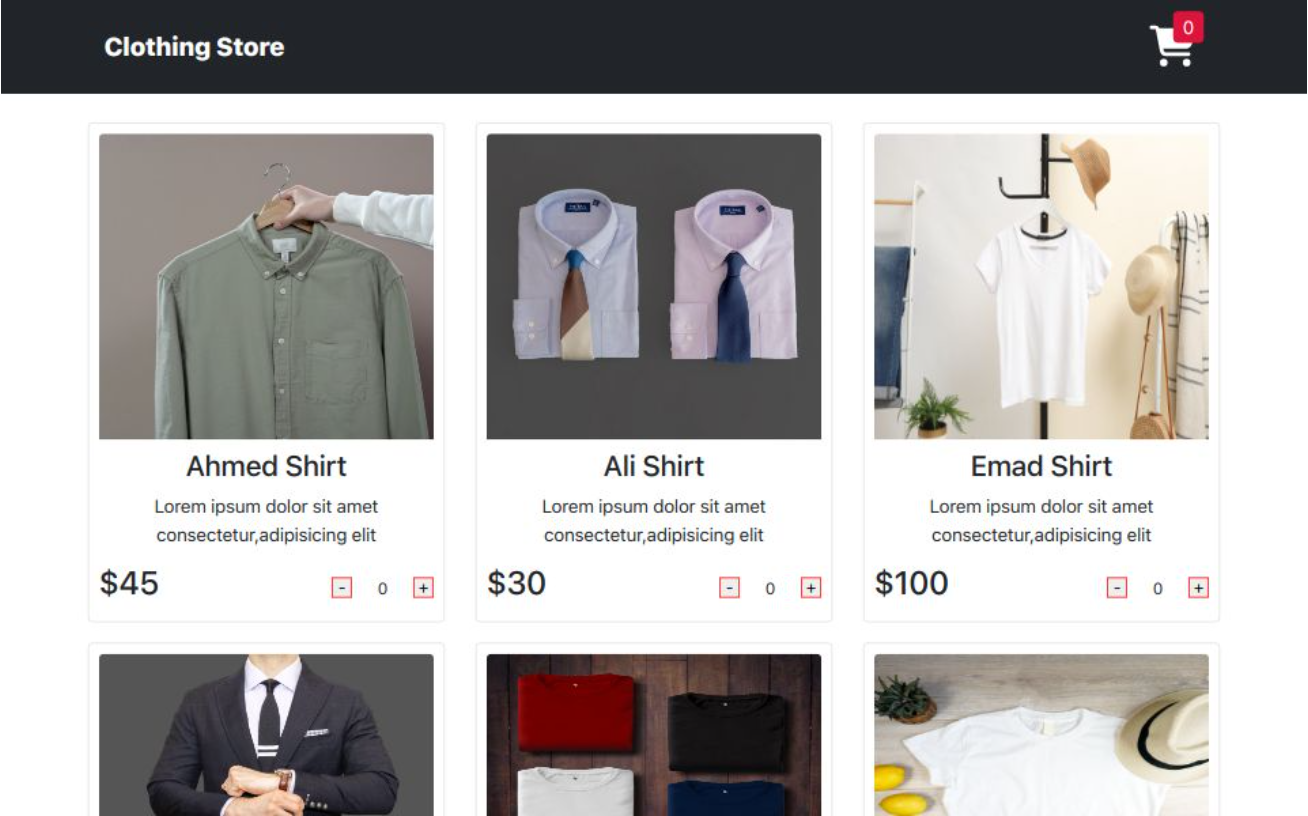 Clothing Store
0
Ahmed Shirt
Lorem ipsum dolor sit amet
consectetur,adipisicing elit
$45
- 0 +
Ali Shirt
Lorem ipsum dolor sit amet
consectetur,adipisicing elit
$30
- 0 +
Emad Shirt
Lorem ipsum dolor sit amet
consectetur,adipisicing elit
$100
- 0 +